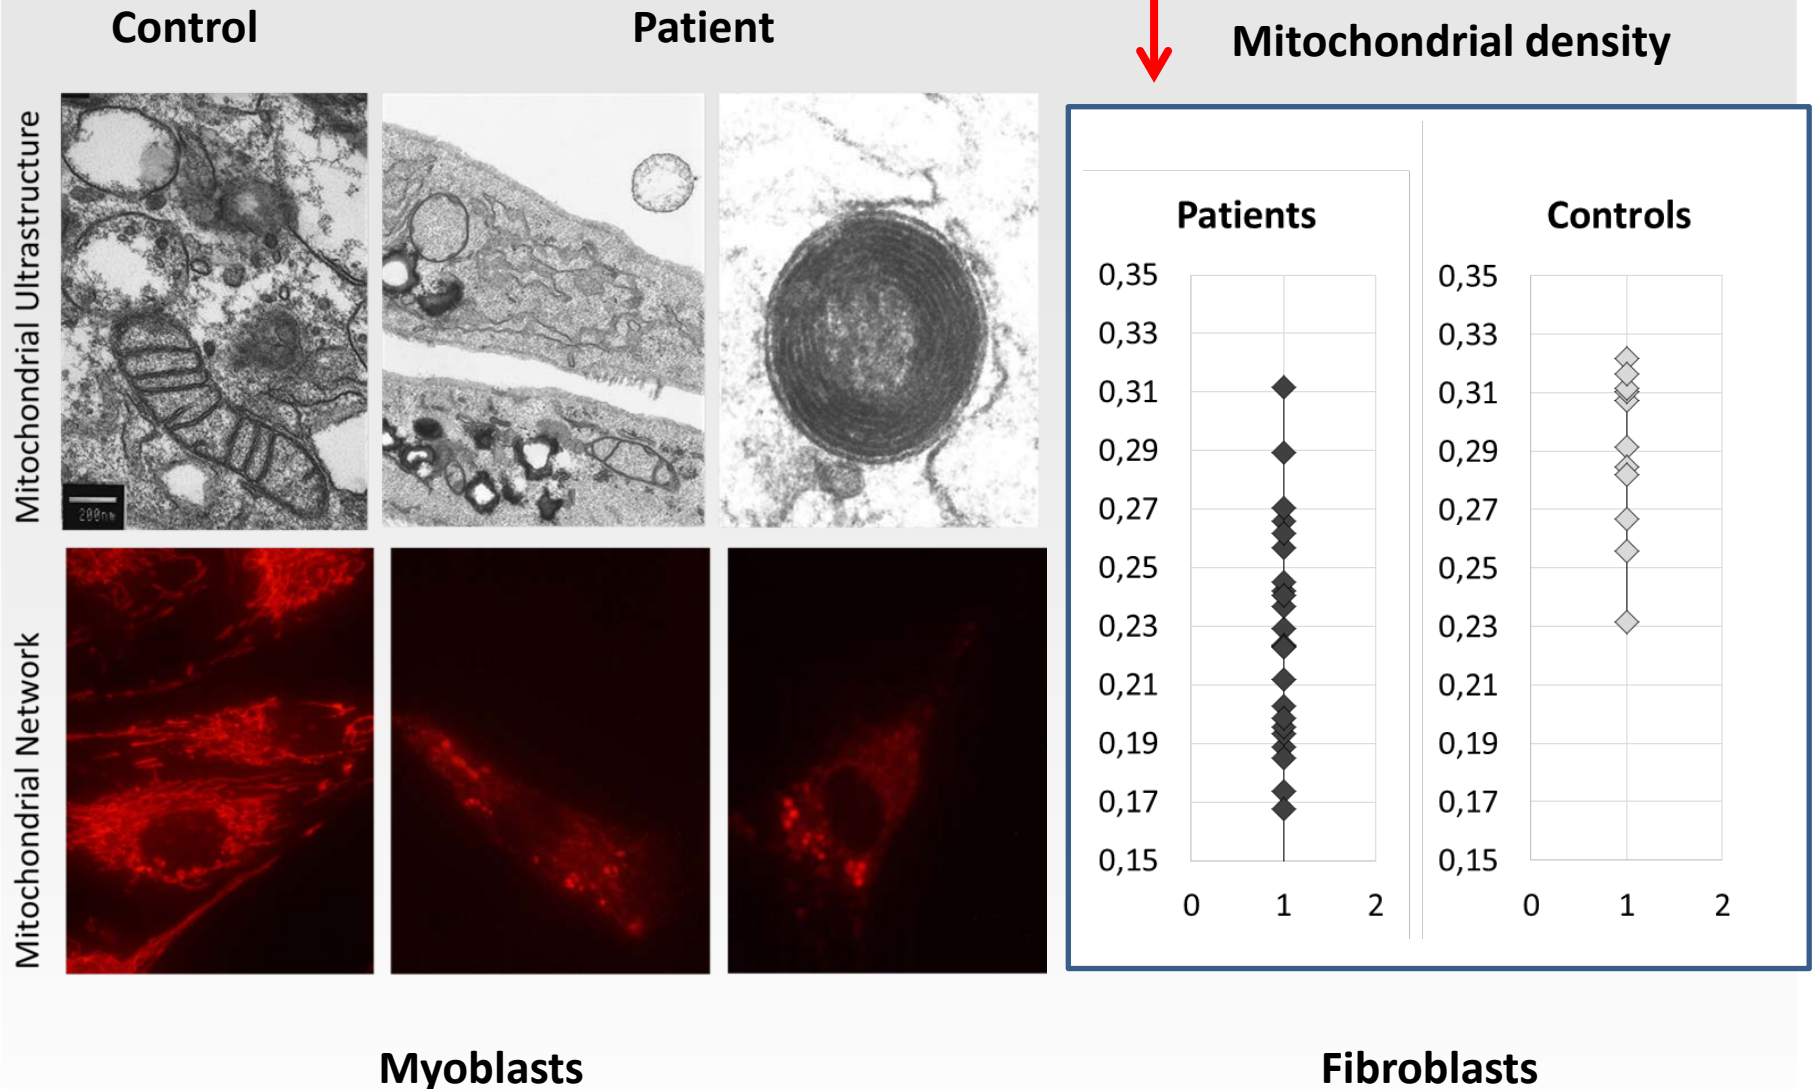 Control
Patient
Mitochondrial density
Mitochondrial Ultrastructure
200nm
Mitochondrial Network
Patients
0,35
0,33
0,31
0,29
0,27
0,25
0,23
0,21
0,19
0,17
0,15
0 1 2
Controls
0,35
0,33
0,31
0,29
0,27
0,25
0,23
0,21
0,19
0,17
0,15
0 1 2
Myoblasts
Fibroblasts